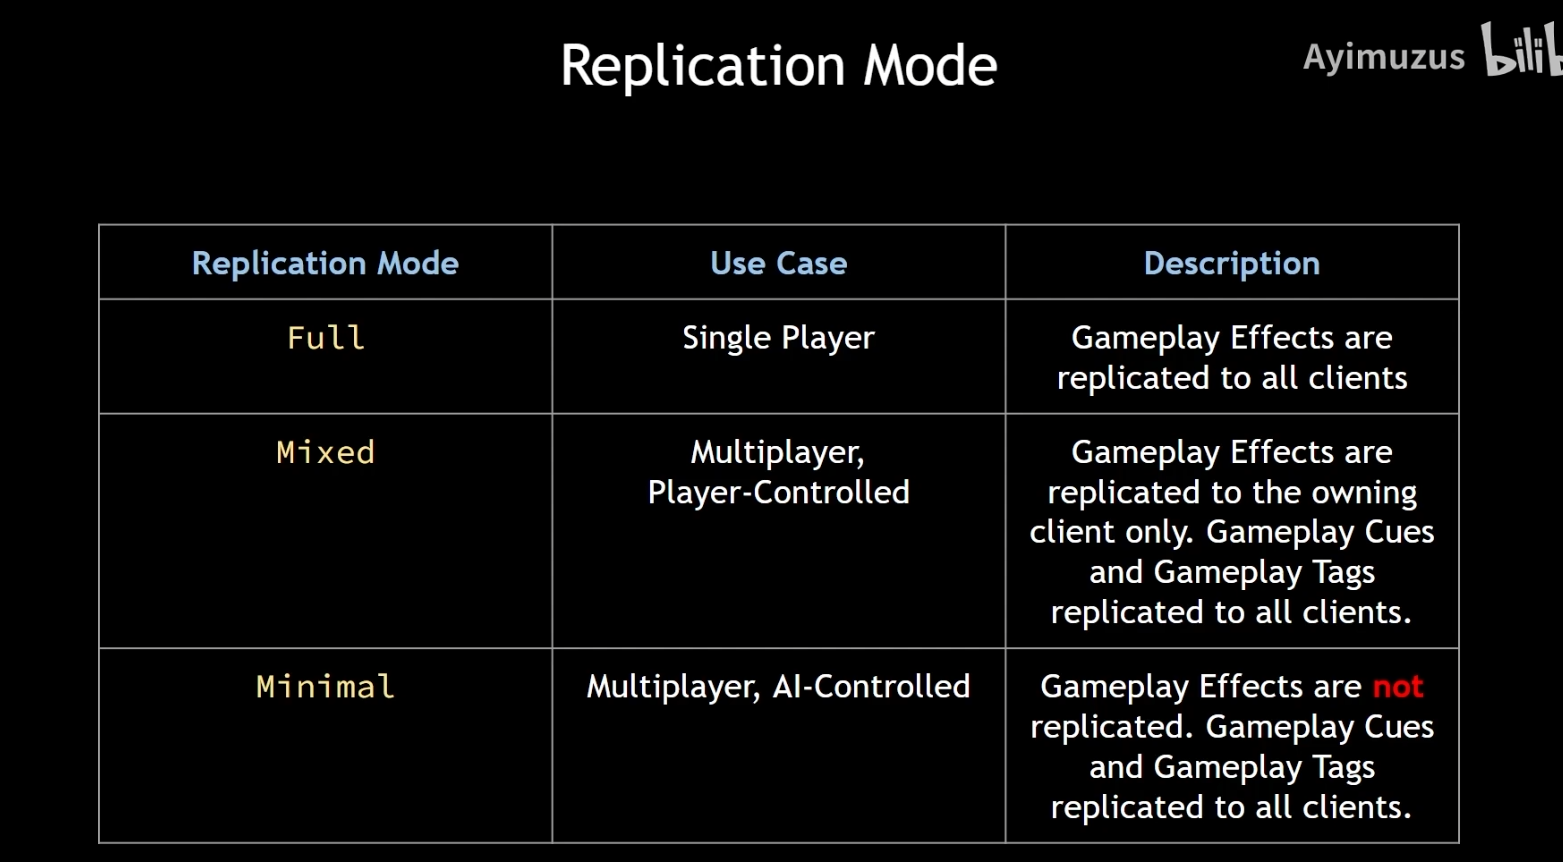 Replication Mode
Ayimuzus
Replication Mode
Use Case
Description
Full
Single Player
Gameplay Effects are
replicated to all clients
Mixed
Multiplayer,
Player-Controlled
Gameplay Effects are
replicated to the owning
client only. Gameplay Cues
and Gameplay Tags
replicated to all clients.
Minimal
Multiplayer, AI-Controlled
Gameplay Effects are not
replicated. Gameplay Cues
and Gameplay Tags
replicated to all clients.